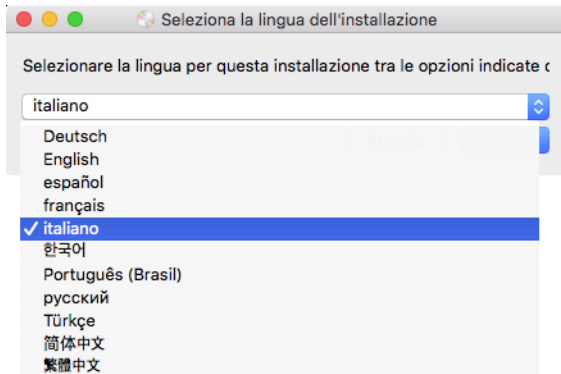 Seleziona la lingua dell'installazione
Selezionare la lingua per questa installazione tra le opzioni indicate
italiano
Annulla
Deutsch
English
español
français
✓ italiano
한국어
Português (Brasil)
русский
Türkçe
简体中文
繁體中文